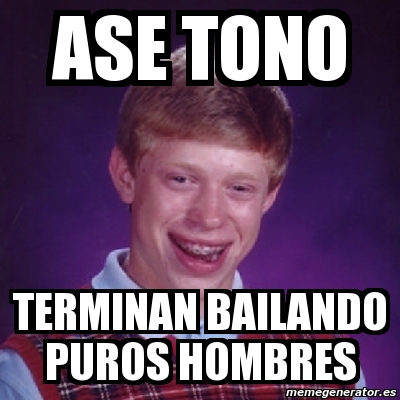 ASE TONO
TERMINAN BAILANDO
PUROS HOMBRES
memegenerator.es